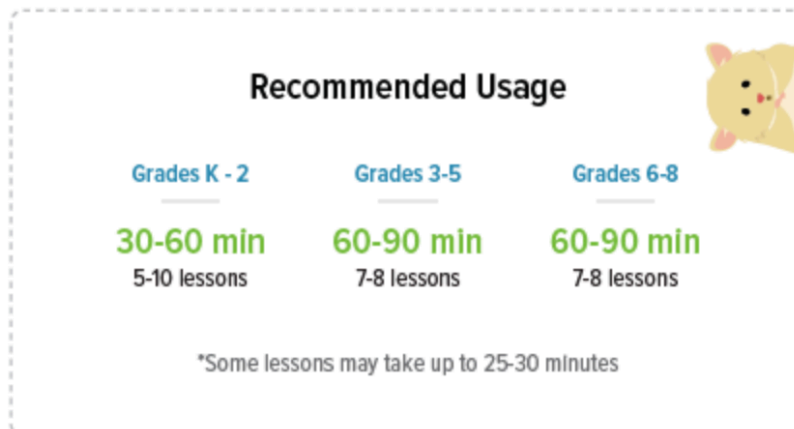 Recommended Usage
Grades K - 2
30-60 min
5-10 lessons
Grades 3-5
60-90 min
7-8 lessons
Grades 6-8
60-90 min
7-8 lessons
*Some lessons may take up to 25-30 minutes